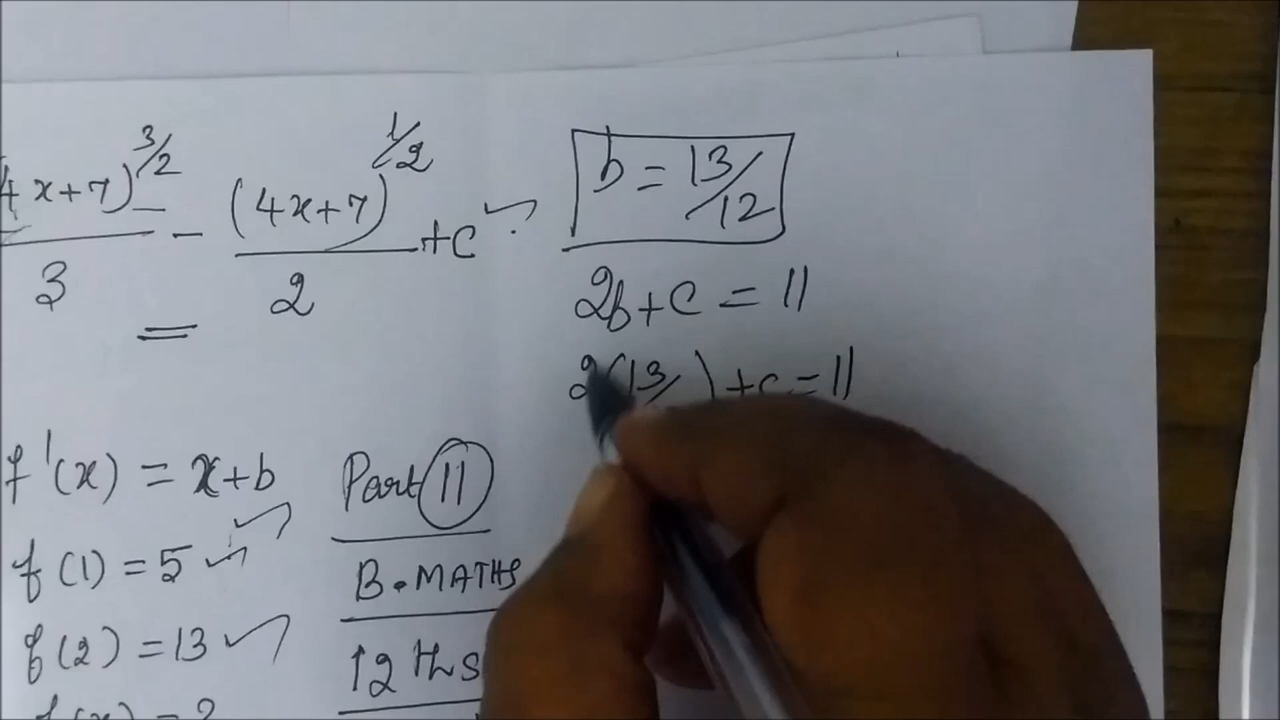 (4x+7)^3/2 / 3 - (4x+7)^1/2 / 2 + c
=
b = 13/12
2b+c = 11
2(13/ ) + c = 11
f'(x) = x+b
f(1) = 5
f(2) = 13
Part 11
B.MATHS
12 Ths